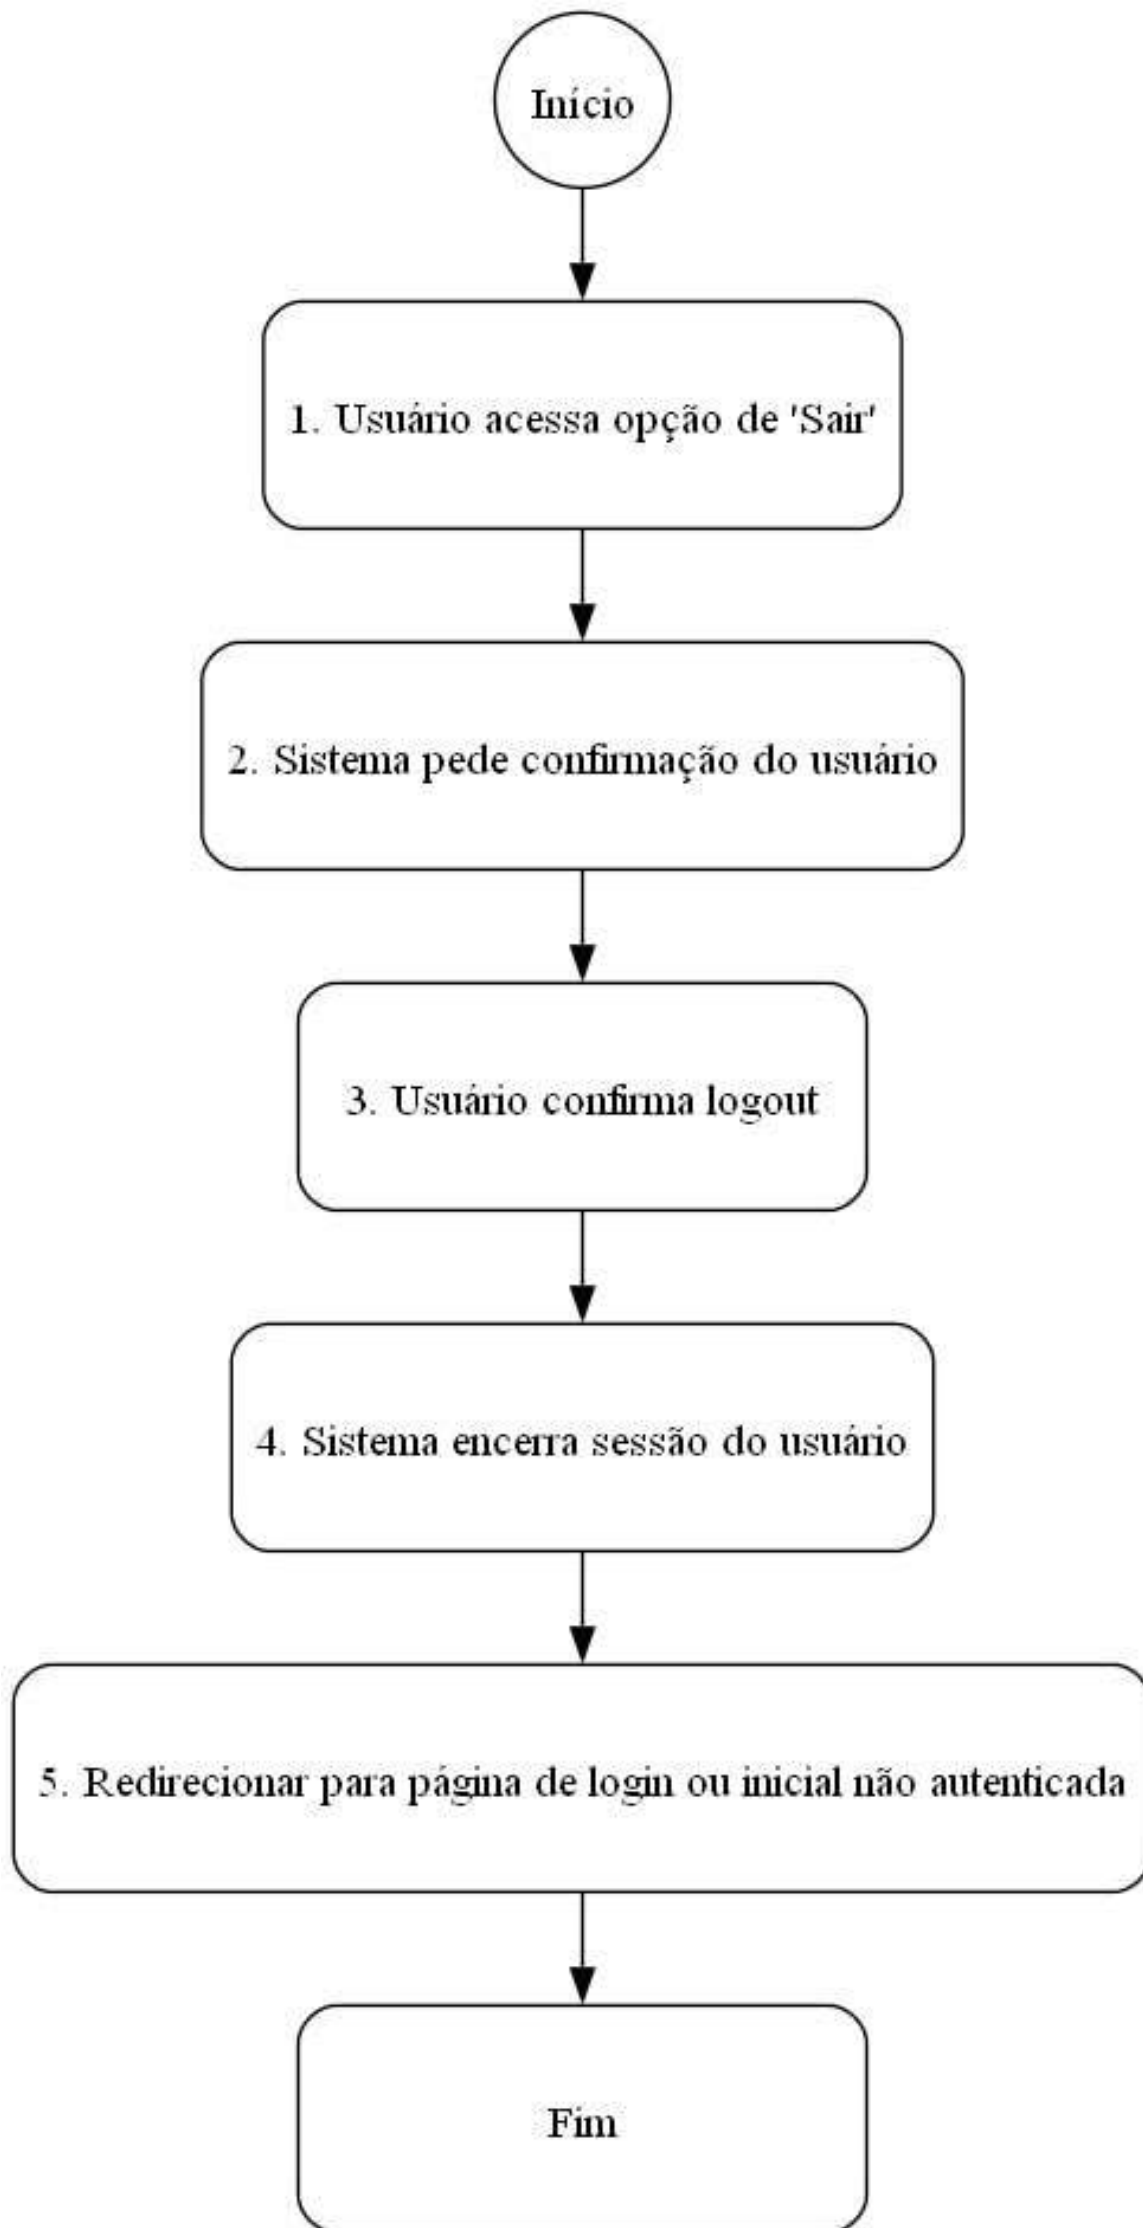 Início
1. Usuário acessa opção de 'Sair'
2. Sistema pede confirmação do usuário
3. Usuário confirma logout
4. Sistema encerra sessão do usuário
5. Redirecionar para página de login ou inicial não autenticada
Fim